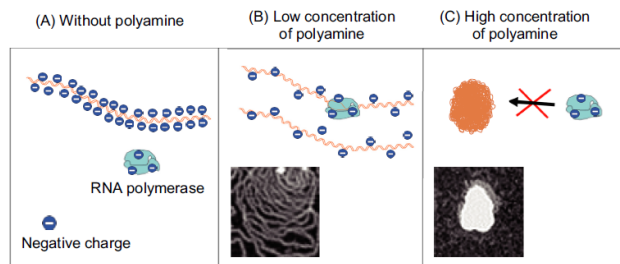 (A) Without polyamine
(B) Low concentration
of polyamine
(C) High concentration
of polyamine
RNA polymerase
Negative charge